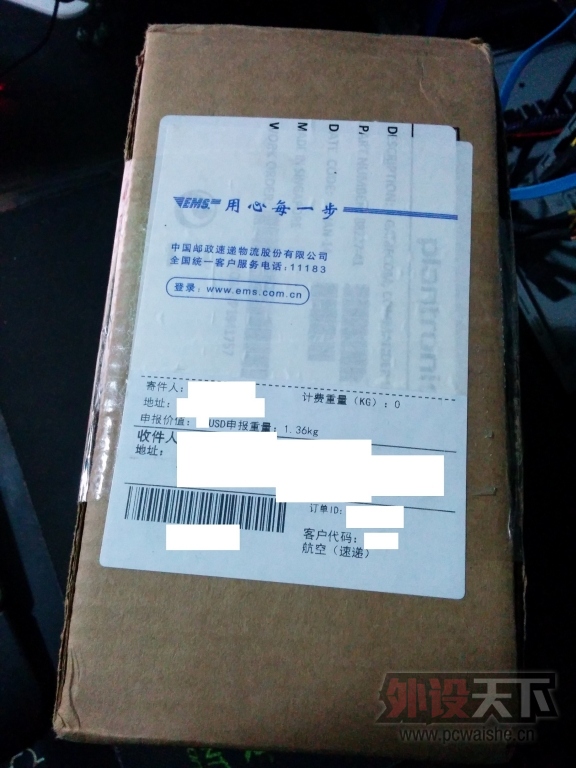 EMS
用心每一步
中国邮政速递物流股份有限公司
全国统一客户服务电话：11183
登录：www.ems.com.cn
寄件人：
计费重量（KG）：0
地址：
申报价值： USD申报重量：1.36kg
收件人
地址：
订单ID：
客户代码：
航空（速递）
外设天下
www.pcwaishe.cn